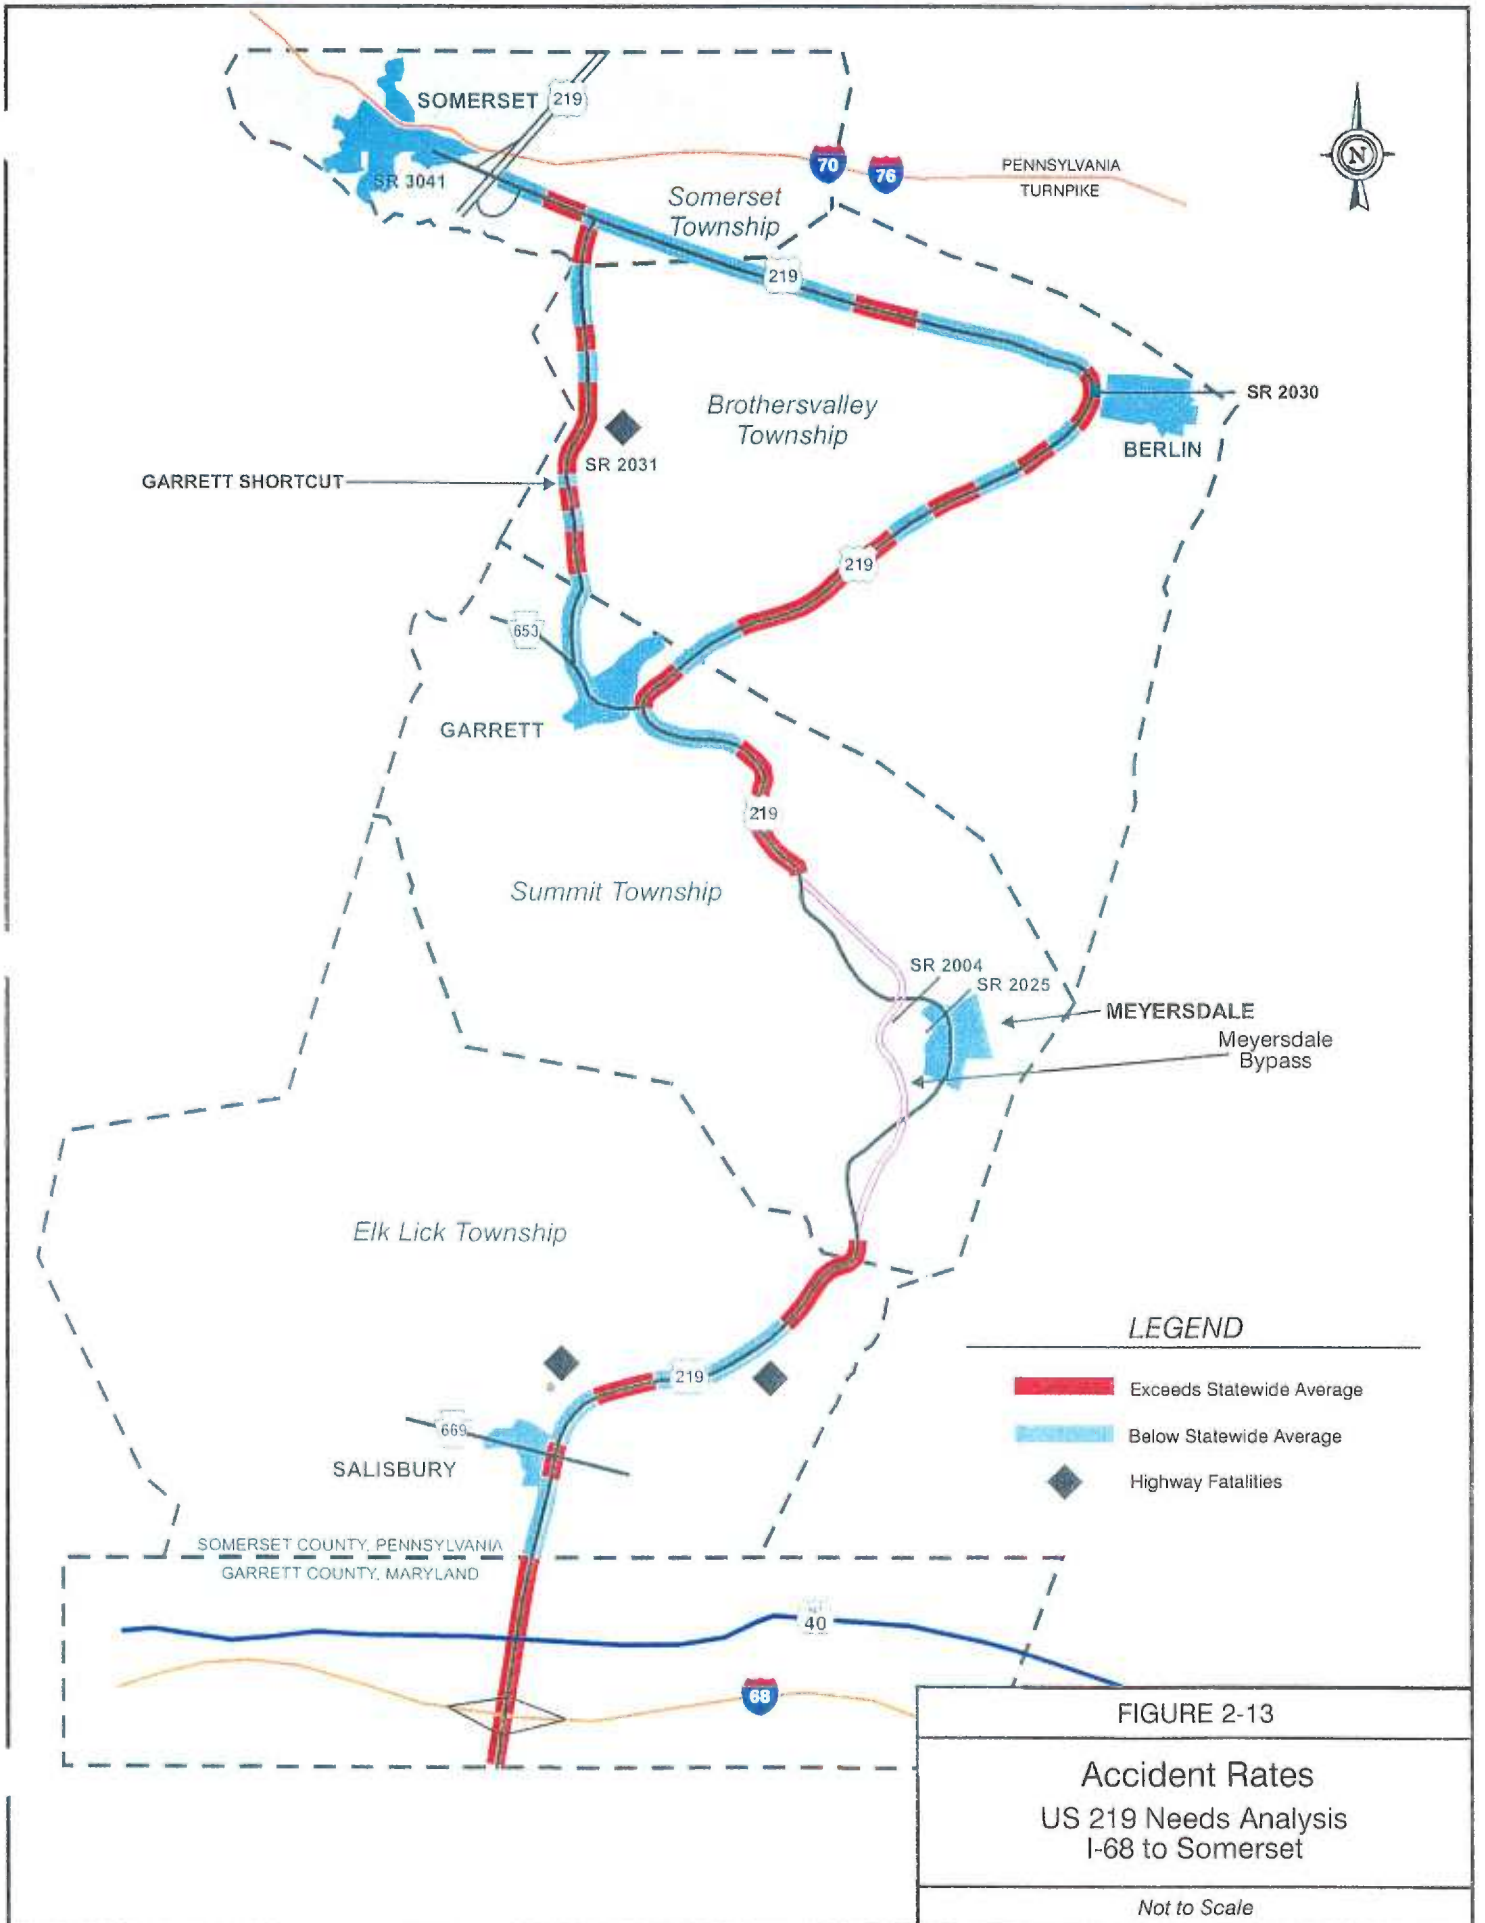 SOMERSET
219
SR 3041
70
76
PENNSYLVANIA
TURNPIKE
N
Somerset
Township
219
SR 2030
BERLIN
Brothersvalley
Township
SR 2031
GARRETT SHORTCUT
219
653
GARRETT
219
Summit Township
SR 2004
SR 2025
MEYERSDALE
Meyersdale
Bypass
Elk Lick Township
219
669
SALISBURY
LEGEND
Exceeds Statewide Average
Below Statewide Average
Highway Fatalities
SOMERSET COUNTY, PENNSYLVANIA
GARRETT COUNTY, MARYLAND
40
68
FIGURE 2-13
Accident Rates
US 219 Needs Analysis
I-68 to Somerset
Not to Scale